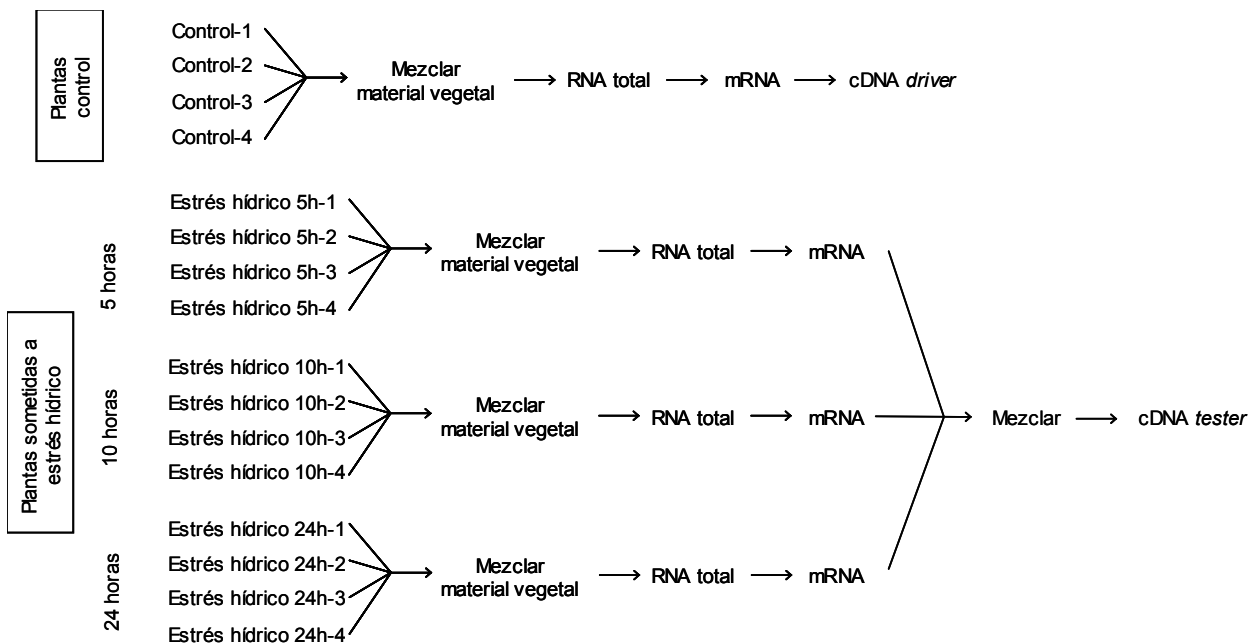 Plantas
control
Control-1
Control-2
Control-3
Control-4
Mezclar
material vegetal
RNA total
mRNA
cDNA driver
Plantas sometidas a
estrés hídrico
5 horas
Estrés hídrico 5h-1
Estrés hídrico 5h-2
Estrés hídrico 5h-3
Estrés hídrico 5h-4
Mezclar
material vegetal
RNA total
mRNA
10 horas
Estrés hídrico 10h-1
Estrés hídrico 10h-2
Estrés hídrico 10h-3
Estrés hídrico 10h-4
Mezclar
material vegetal
RNA total
mRNA
Mezclar
cDNA tester
24 horas
Estrés hídrico 24h-1
Estrés hídrico 24h-2
Estrés hídrico 24h-3
Estrés hídrico 24h-4
Mezclar
material vegetal
RNA total
mRNA